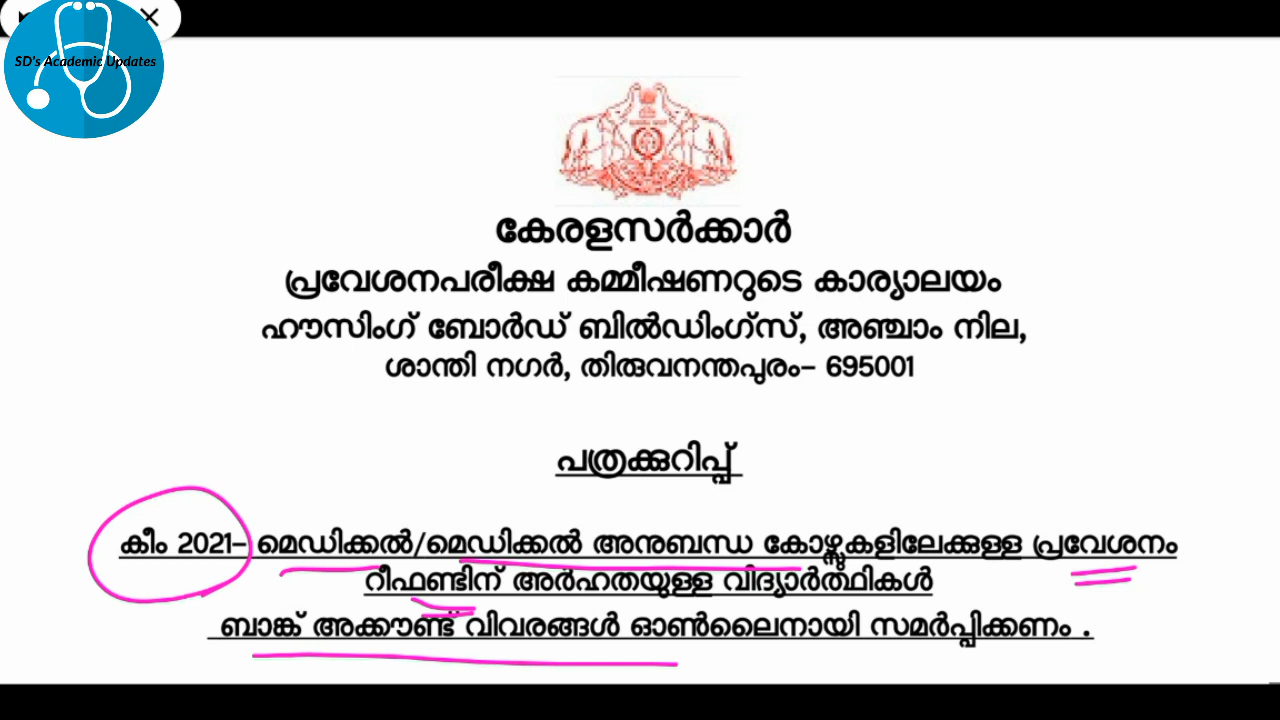 SD's Academic Updates
കേരളസർക്കാർ
പ്രവേശനപരീക്ഷ കമ്മീഷണറുടെ കാര്യാലയം
ഹൗസിംഗ് ബോർഡ് ബിൽഡിംഗ്സ്, അഞ്ചാം നില,
ശാന്തി നഗർ, തിരുവനന്തപുരം- 695001
പത്രക്കുറിപ്പ്
കീം 2021- മെഡിക്കൽ/മെഡിക്കൽ അനുബന്ധ കോഴ്സുകളിലേക്കുള്ള പ്രവേശനം
റീഫണ്ടിന് അർഹതയുള്ള വിദ്യാർത്ഥികൾ
ബാങ്ക് അക്കൗണ്ട് വിവരങ്ങൾ ഓൺലൈനായി സമർപ്പിക്കണം .